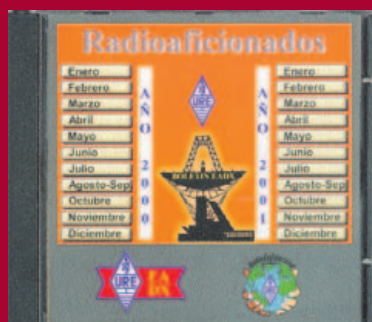 Radioaficionados
Enero
Febrero
Marzo
Abril
Mayo
Junio
Julio
Agosto-Sep
Octubre
Noviembre
Diciembre
AÑO 2000
URE
BOLETIN EADX
AÑO 2001
Enero
Febrero
Marzo
Abril
Mayo
Junio
Julio
Agosto-Sep
Octubre
Noviembre
Diciembre
URE